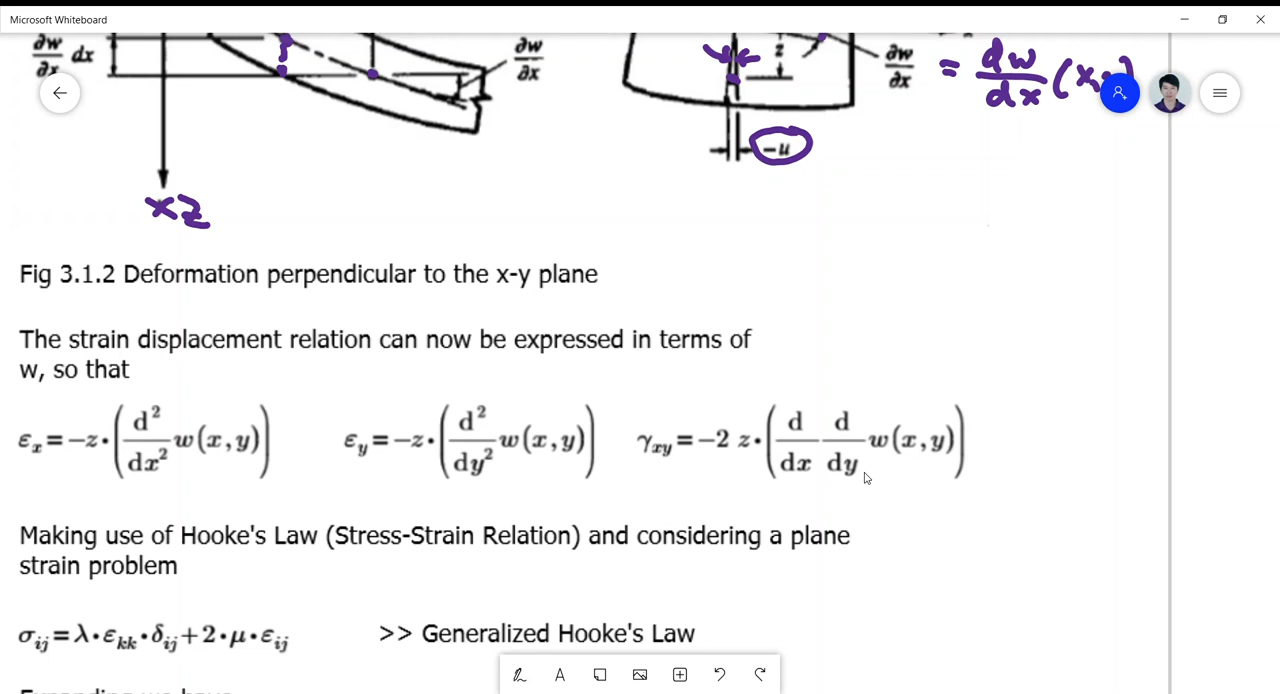 Microsoft Whiteboard
∂w/∂x dx
∂w/∂x
z
∂w/∂x
= dw/dx (x,
-u
xz
Fig 3.1.2 Deformation perpendicular to the x-y plane
The strain displacement relation can now be expressed in terms of
w, so that
εx = -z·(d²/dx² w(x,y)) εy = -z·(d²/dy² w(x,y)) γxy = -2 z·(d/dx d/dy w(x,y))
Making use of Hooke's Law (Stress-Strain Relation) and considering a plane
strain problem
σij = λ·εkk·δij + 2·μ·εij >> Generalized Hooke's Law
A